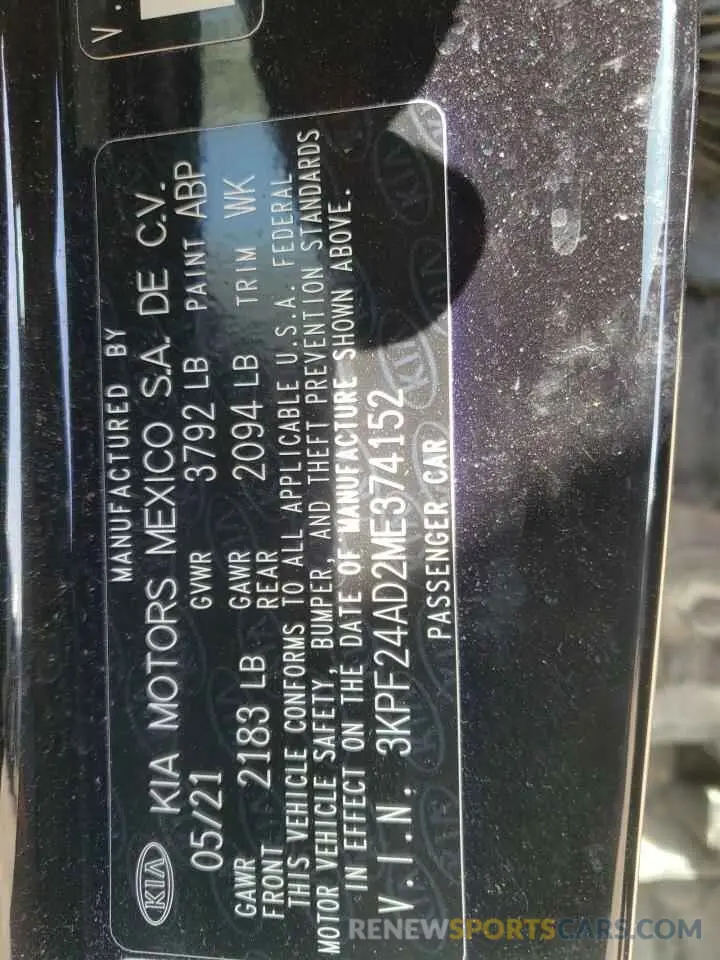 V.
MANUFACTURED BY
KIA KIA MOTORS MEXICO S.A. DE C.V.
05/21 GVWR 3792 LB PAINT ABP
GAWR FRONT 2183 LB GAWR REAR 2094 LB TRIM WK
THIS VEHICLE CONFORMS TO ALL APPLICABLE U.S.A. FEDERAL
MOTOR VEHICLE SAFETY, BUMPER, AND THEFT PREVENTION STANDARDS
IN EFFECT ON THE DATE OF MANUFACTURE SHOWN ABOVE.
V.I.N. 3KPF24AD2ME374152
PASSENGER CAR
RENEWSPORTSCARS.COM